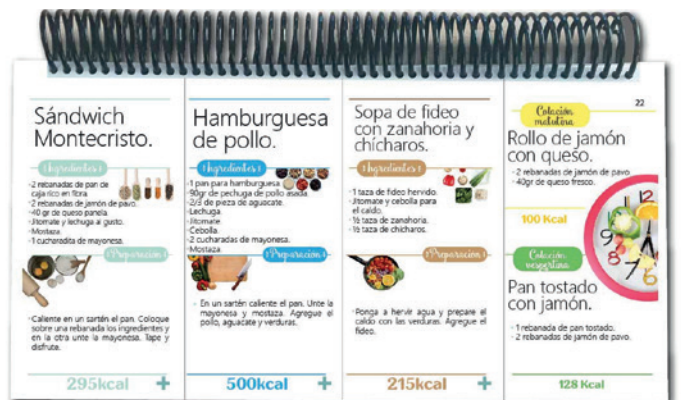 Sándwich
Montecristo.
Ingredientes
-2 rebanadas de pan de
caja rico en fibra.
-2 rebanadas de jamón de pavo.
-40 gr de queso panela.
-Jitomate y lechuga al gusto.
-Mostaza.
-1 cucharadita de mayonesa.
Preparación
-Caliente en un sartén el pan. Coloque
sobre una rebanada los ingredientes y
en la otra unte la mayonesa. Tape y
disfrute.
295kcal +
Hamburguesa
de pollo.
Ingredientes
-1 pan para hamburguesa.
-90gr de pechuga de pollo asada.
-2/3 de pieza de aguacate.
-Lechuga.
-Jitomate.
-Cebolla.
-2 cucharadas de mayonesa.
-Mostaza.
Preparación
- En un sartén caliente el pan. Unte la
mayonesa y mostaza. Agregue el
pollo, aguacate y verduras.
500kcal +
Sopa de fideo
con zanahoria y
chícharos.
Ingredientes
-1 taza de fideo hervido.
-Jitomate y cebolla para
el caldo.
-½ taza de zanahoria.
-½ taza de chicharos.
Preparación
-Ponga a hervir agua y prepare el
caldo con las verduras. Agregue el
fideo.
215kcal +
22
Colación
matutina
Rollo de jamón
con queso.
- 2 rebanadas de jamón de pavo.
- 40gr de queso fresco.
100 Kcal
12
9
7
6
Colación
vespertina
Pan tostado
con jamón.
- 1 rebanada de pan tostado.
- 2 rebanadas de jamón de pavo.
128 Kcal